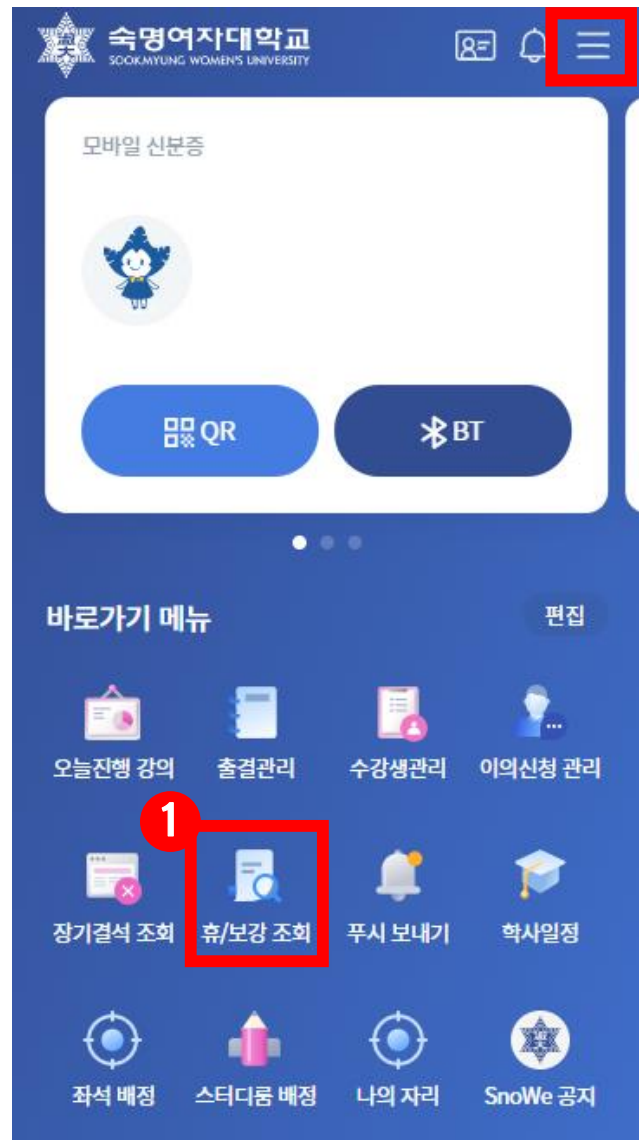 숙명여자대학교
SOOKMYUNG WOMEN'S UNIVERSITY
모바일 신분증
QR
BT
바로가기 메뉴
편집
오늘진행 강의 출결관리 수강생관리 이의신청 관리
1
장기결석 조회 휴/보강 조회 푸시 보내기 학사일정
좌석 배정 스터디룸 배정 나의 자리 SnoWe 공지